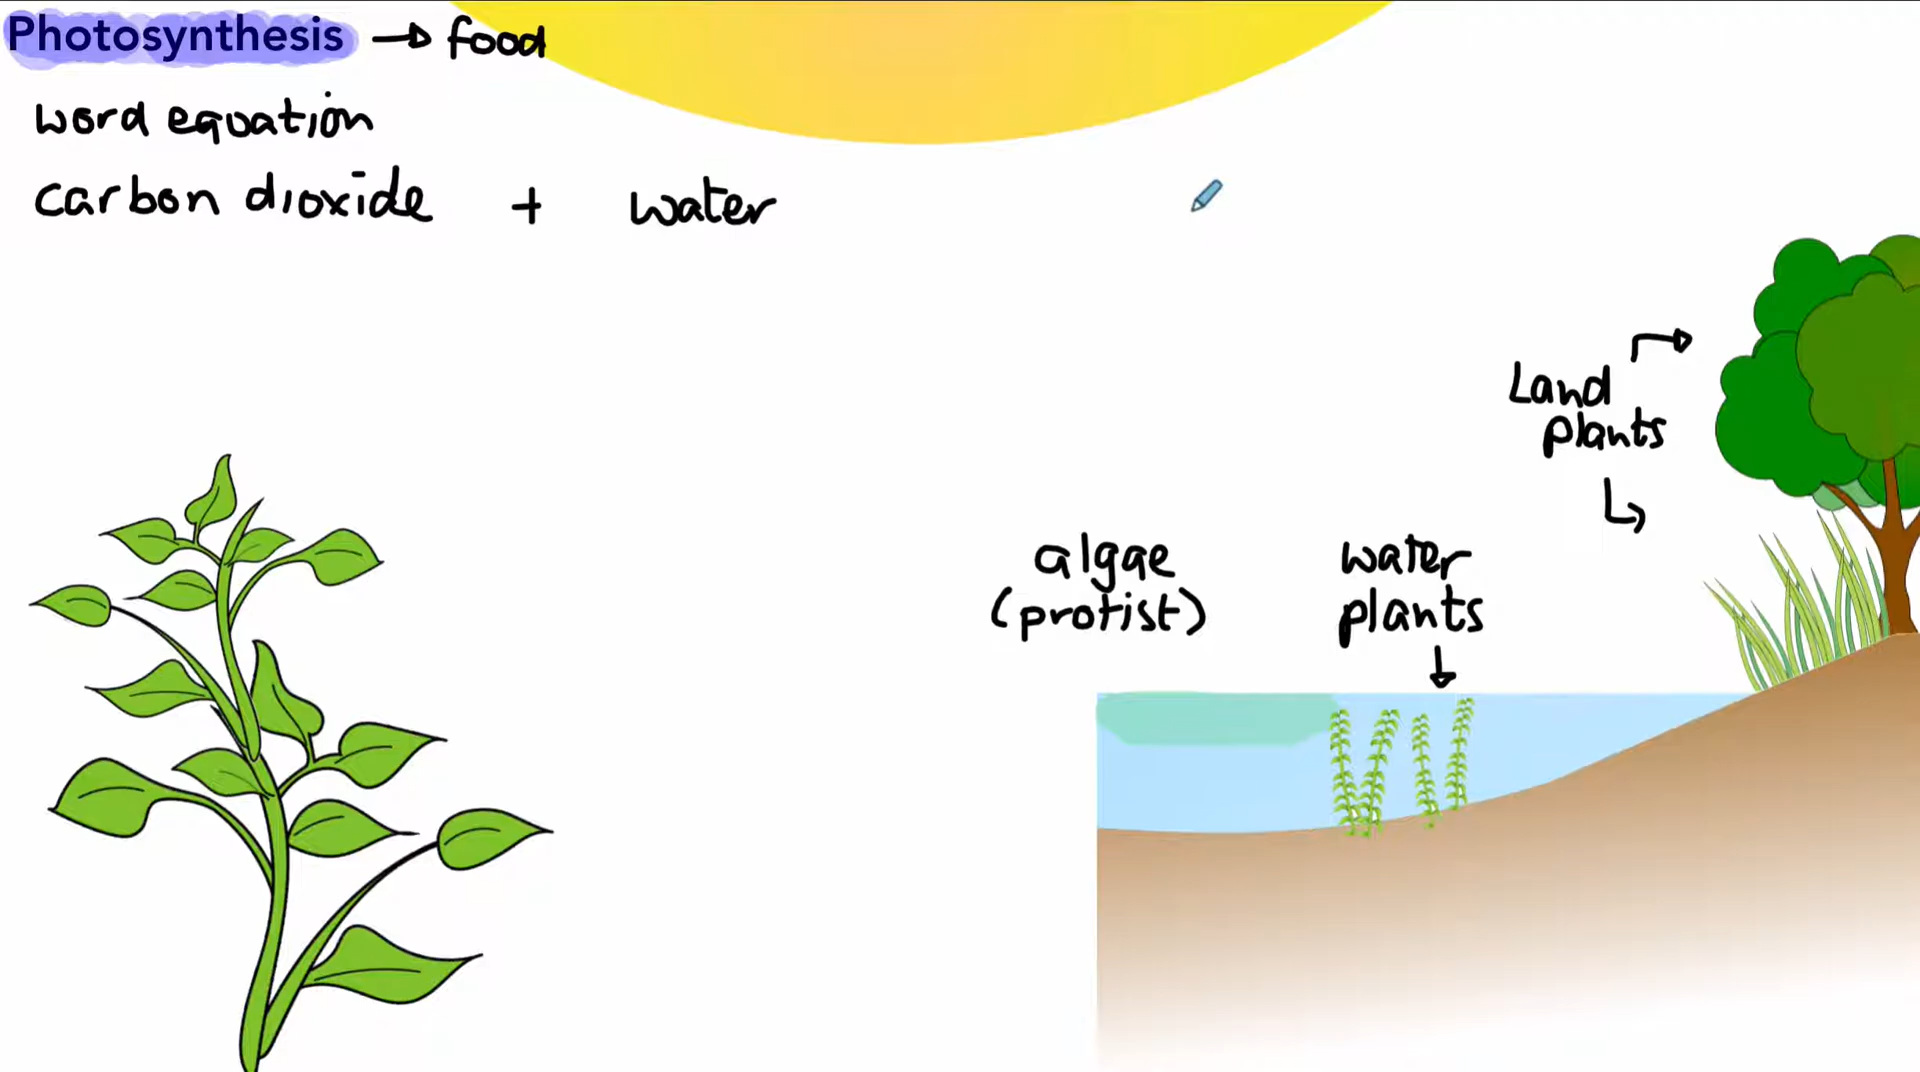 Photosynthesis → food
word equation
carbon dioxide + water
Land
plants
algae
(protist)
water
plants